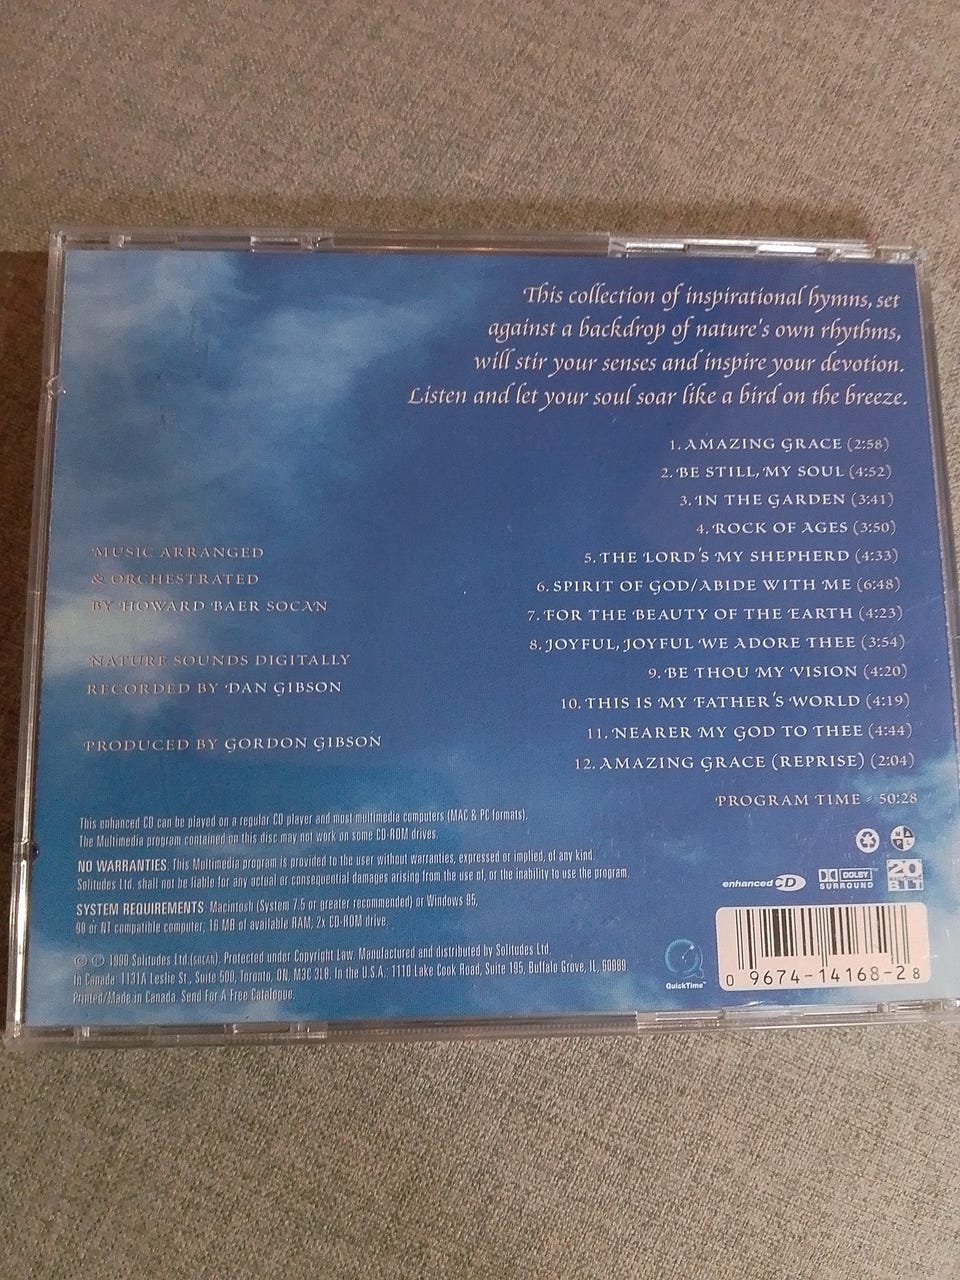 This collection of inspirational hymns, set
against a backdrop of nature's own rhythms,
will stir your senses and inspire your devotion.
Listen and let your soul soar like a bird on the breeze.
1. AMAZING GRACE (2:58)
2. BE STILL, MY SOUL (4:52)
3. IN THE GARDEN (3:41)
4. ROCK OF AGES (3:50)
5. THE LORD'S MY SHEPHERD (4:33)
6. SPIRIT OF GOD/ABIDE WITH ME (6:48)
7. FOR THE BEAUTY OF THE EARTH (4:23)
8. JOYFUL, JOYFUL WE ADORE THEE (3:54)
9. BE THOU MY VISION (4:20)
10. THIS IS MY FATHER'S WORLD (4:19)
11. NEARER MY GOD TO THEE (4:44)
12. AMAZING GRACE (REPRISE) (2:04)
PROGRAM TIME = 50:28
MUSIC ARRANGED
& ORCHESTRATED
BY HOWARD BAER SOCAN
NATURE SOUNDS DIGITALLY
RECORDED BY DAN GIBSON
PRODUCED BY GORDON GIBSON
This enhanced CD can be played on a regular CD player and most multimedia computers (MAC & PC formats).
The Multimedia program contained on this disc may not work on some CD-ROM drives.
NO WARRANTIES: This Multimedia program is provided to the user without warranties, expressed or implied, of any kind.
Solitudes Ltd. shall not be liable for any actual or consequential damages arising from the use of, or the inability to use the program.
SYSTEM REQUIREMENTS: Macintosh (System 7.5 or greater recommended) or Windows 95,
98 or NT compatible computer; 16 MB of available RAM; 2x CD-ROM drive.
© ℗ 1998 Solitudes Ltd.(SOCAN). Protected under Copyright Law. Manufactured and distributed by Solitudes Ltd.
In Canada: 1131A Leslie St., Suite 500, Toronto, ON, M3C 3L8. In the U.S.A.: 1110 Lake Cook Road, Suite 195, Buffalo Grove, IL, 60089.
Printed/Made in Canada. Send For A Free Catalogue.
QuickTime™
M A P L
enhanced CD
DOLBY SURROUND
20 BIT
0 9674-14168-2 8